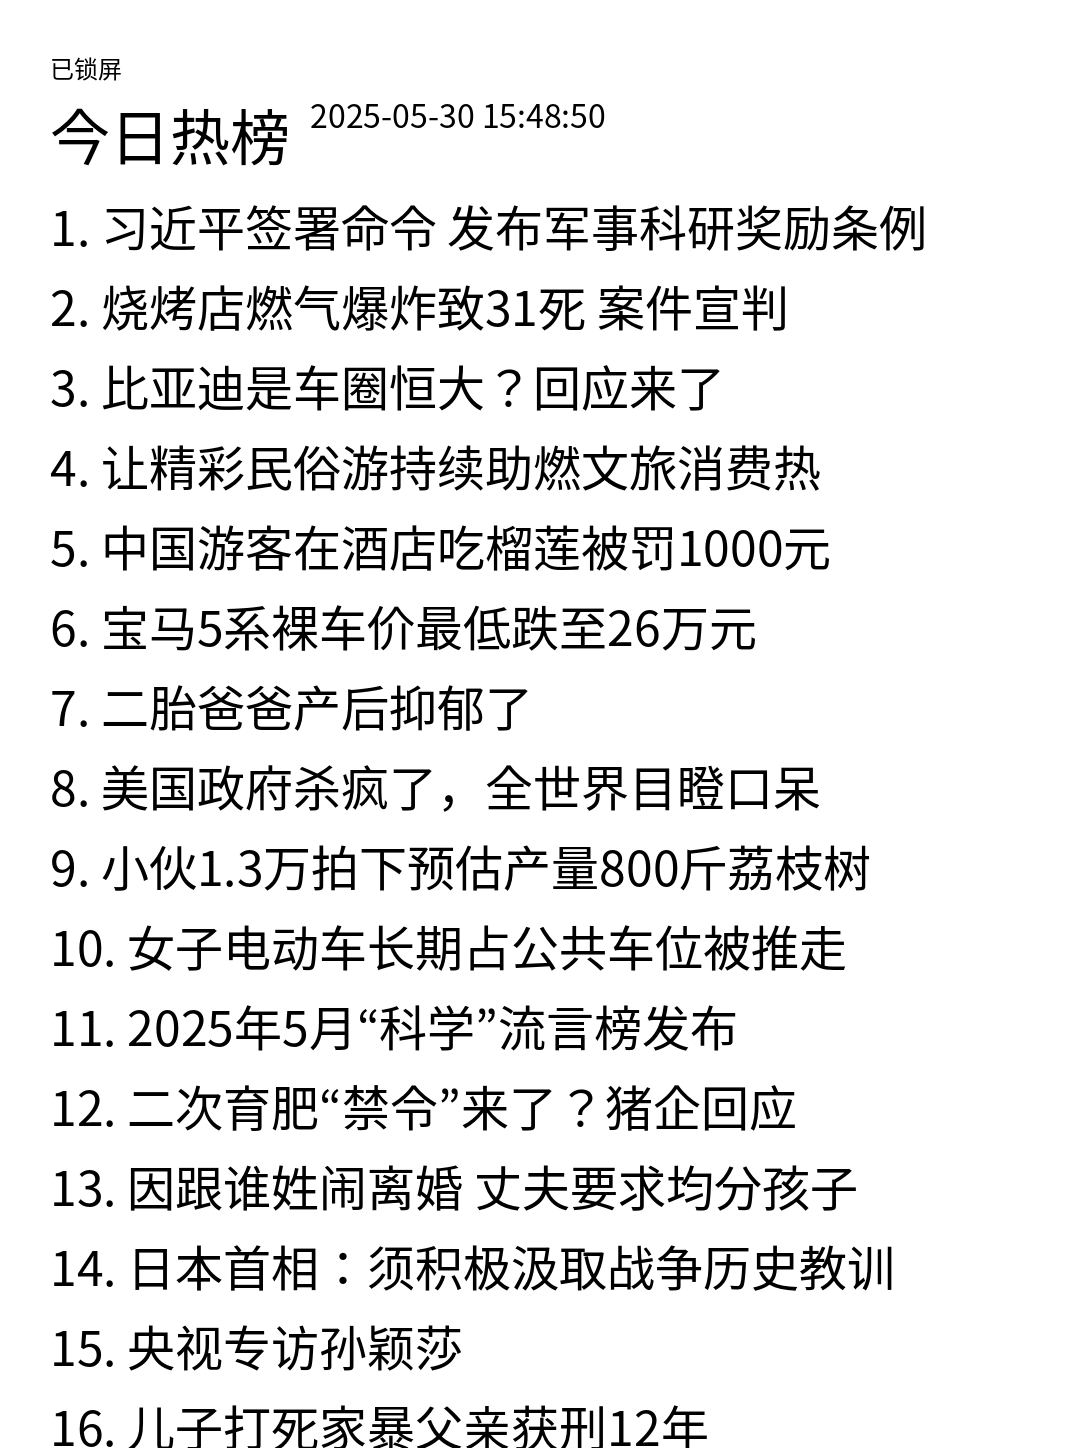 已锁屏
今日热榜 2025-05-30 15:48:50
1. 习近平签署命令 发布军事科研奖励条例
2. 烧烤店燃气爆炸致31死 案件宣判
3. 比亚迪是车圈恒大？回应来了
4. 让精彩民俗游持续助燃文旅消费热
5. 中国游客在酒店吃榴莲被罚1000元
6. 宝马5系裸车价最低跌至26万元
7. 二胎爸爸产后抑郁了
8. 美国政府杀疯了，全世界目瞪口呆
9. 小伙1.3万拍下预估产量800斤荔枝树
10. 女子电动车长期占公共车位被推走
11. 2025年5月“科学”流言榜发布
12. 二次育肥“禁令”来了？猪企回应
13. 因跟谁姓闹离婚 丈夫要求均分孩子
14. 日本首相：须积极汲取战争历史教训
15. 央视专访孙颖莎
16. 儿子打死家暴父亲获刑12年